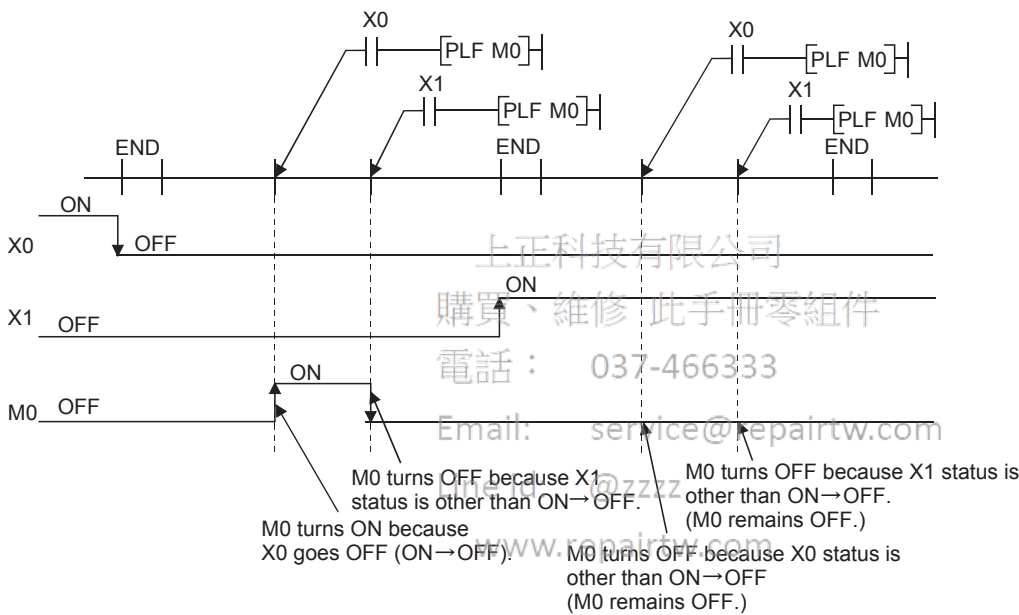 X0
[PLF M0]
X1
[PLF M0]
X0
[PLF M0]
X1
[PLF M0]
END
END
END
ON
X0
OFF
ON
X1
OFF
ON
M0
OFF
上正科技有限公司
購買、維修 此手冊零組件
電話： 037-466333
Email: service@repairtw.com
Line id @zzzz
www.repairtw.com
M0 turns ON because
X0 goes OFF (ON→OFF).
M0 turns OFF because X1
status is other than ON→OFF.
M0 turns OFF because X0 status is
other than ON→OFF
(M0 remains OFF.)
M0 turns OFF because X1 status is
other than ON→OFF.
(M0 remains OFF.)